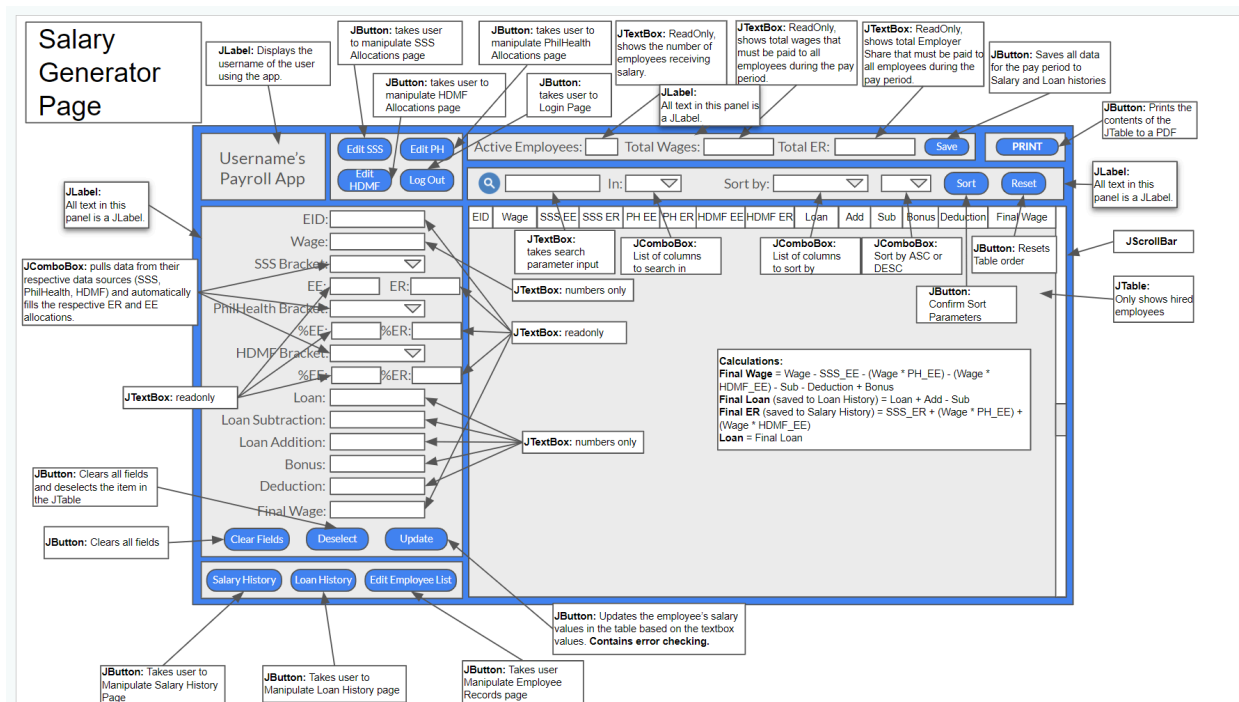 Salary
Generator
Page
JLabel: Displays the
username of the user
using the app.
JButton: takes user
to manipulate SSS
Allocations page
JButton: takes user to
manipulate PhilHealth
Allocations page
JButton: takes user to
manipulate HDMF
Allocations page
JButton:
takes user to
Login Page
JTextBox: ReadOnly,
shows the number of
employees receiving
salary.
JTextBox: ReadOnly,
shows total wages that
must be paid to all
employees during the pay
period.
JTextBox: ReadOnly,
shows total Employer
Share that must be paid to
all employees during the
pay period.
JButton: Saves all data
for the pay period to
Salary and Loan histories
JLabel:
All text in this panel is
a JLabel.
JButton: Prints the
contents of the
JTable to a PDF
Username's
Payroll App
Edit SSS
Edit PH
Edit
HDMF
Log Out
Active Employees:
Total Wages:
Total ER:
Save
PRINT
In:
Sort by:
Sort
Reset
JLabel:
All text in this
panel is a JLabel.
JLabel:
All text in this
panel is a JLabel.
EID
Wage
SSS EE
SSS ER
PH EE
PH ER
HDMF EE
HDMF ER
Loan
Add
Sub
Bonus
Deduction
Final Wage
EID:
Wage:
SSS Bracket:
EE:
ER:
PhilHealth Bracket:
%EE:
%ER:
HDMF Bracket:
%EE:
%ER:
Loan:
Loan Subtraction:
Loan Addition:
Bonus:
Deduction:
Final Wage:
JTextBox:
takes search
parameter input
JComboBox:
List of columns
to search in
JComboBox:
List of columns
to sort by
JComboBox:
Sort by ASC or
DESC
JButton: Resets
Table order
JScrollBar
JComboBox: pulls data from their
respective data sources (SSS,
PhilHealth, HDMF) and automatically
fills the respective ER and EE
allocations.
JTextBox: numbers only
JButton:
Confirm Sort
Parameters
JTable:
Only shows hired
employees
JTextBox: readonly
JTextBox: readonly
Calculations:
Final Wage = Wage - SSS_EE - (Wage * PH_EE) - (Wage *
HDMF_EE) - Sub - Deduction + Bonus
Final Loan (saved to Loan History) = Loan + Add - Sub
Final ER (saved to Salary History) = SSS_ER + (Wage * PH_EE) +
(Wage * HDMF_EE)
Loan = Final Loan
JTextBox: numbers only
JButton: Clears all fields
and deselects the item in
the JTable
JButton: Clears all fields
Clear Fields
Deselect
Update
Salary History
Loan History
Edit Employee List
JButton: Updates the employee's salary
values in the table based on the textbox
values. Contains error checking.
JButton: Takes user to
Manipulate Salary History
Page
JButton: Takes user to
Manipulate Loan History page
JButton: Takes user
Manipulate Employee
Records page